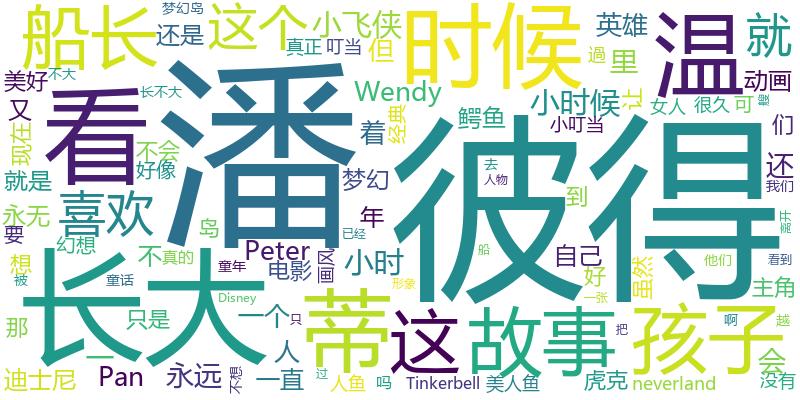 梦幻岛
船长
还是
这个
小飞侠
真正
叮当
但
时候
過
里
英雄
温
就
美好
不大
又
长不大
看
潘
Wendy
着
经典
鳄鱼
小时候
让
小叮当
动画
女人
很久
可
艘
们
现在
不会
好像
彼得
还
就是
喜欢
梦幻
去
人物
我们
永无
要
岛
年
到
幻想
不
真的
Peter
已经
船
自己
离开
想
被
长大
童话
童年
电影
画风
小时
形象
好
一张
虽然
他们
看到
主角
Disney
那
只是
一个
只
蒂
这
故事
孩子
会
一
人
把
啊
越
迪士尼
Pan
永远
不想
一直
过
人鱼
吗
Tinkerbell
美人鱼
虎克
neverland
没有